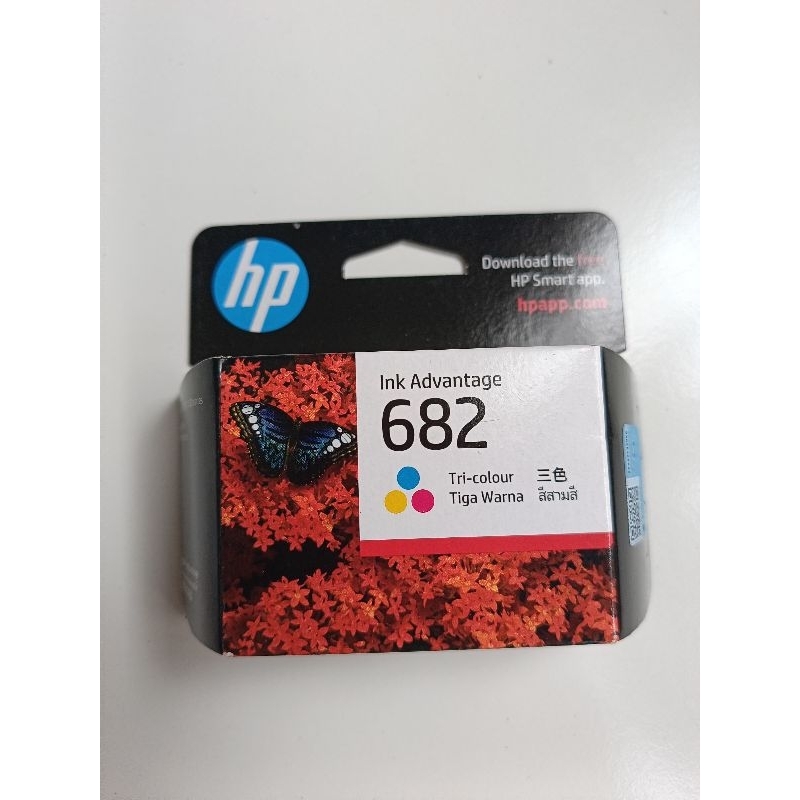 hp
Download the free
HP Smart app.
hpapp.com
Ink Advantage
682
Tri-colour 三色
Tiga Warna สีสามสี